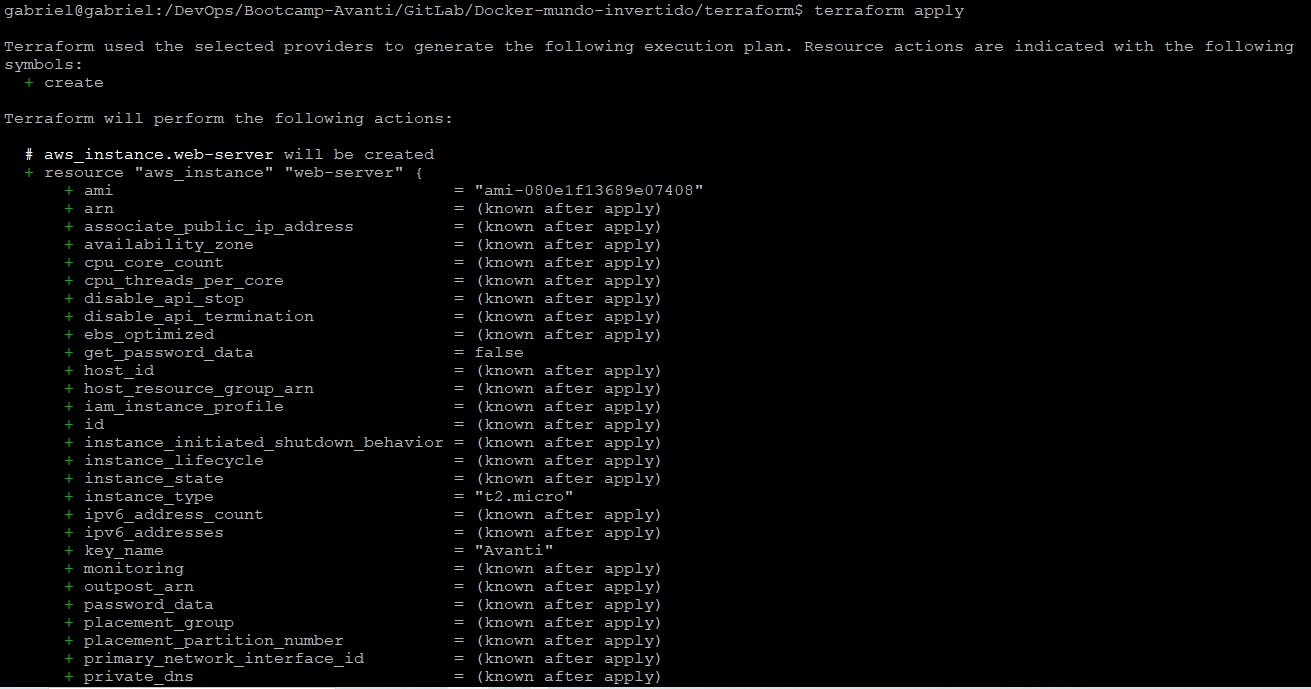 gabriel@gabriel:/DevOps/Bootcamp-Avanti/GitLab/Docker-mundo-invertido/terraform$ terraform apply
Terraform used the selected providers to generate the following execution plan. Resource actions are indicated with the following
symbols:
+ create
Terraform will perform the following actions:
# aws_instance.web-server will be created
+ resource "aws_instance" "web-server" {
+ ami = "ami-080e1f13689e07408"
+ arn = (known after apply)
+ associate_public_ip_address = (known after apply)
+ availability_zone = (known after apply)
+ cpu_core_count = (known after apply)
+ cpu_threads_per_core = (known after apply)
+ disable_api_stop = (known after apply)
+ disable_api_termination = (known after apply)
+ ebs_optimized = (known after apply)
+ get_password_data = false
+ host_id = (known after apply)
+ host_resource_group_arn = (known after apply)
+ iam_instance_profile = (known after apply)
+ id = (known after apply)
+ instance_initiated_shutdown_behavior = (known after apply)
+ instance_lifecycle = (known after apply)
+ instance_state = (known after apply)
+ instance_type = "t2.micro"
+ ipv6_address_count = (known after apply)
+ ipv6_addresses = (known after apply)
+ key_name = "Avanti"
+ monitoring = (known after apply)
+ outpost_arn = (known after apply)
+ password_data = (known after apply)
+ placement_group = (known after apply)
+ placement_partition_number = (known after apply)
+ primary_network_interface_id = (known after apply)
+ private_dns = (known after apply)